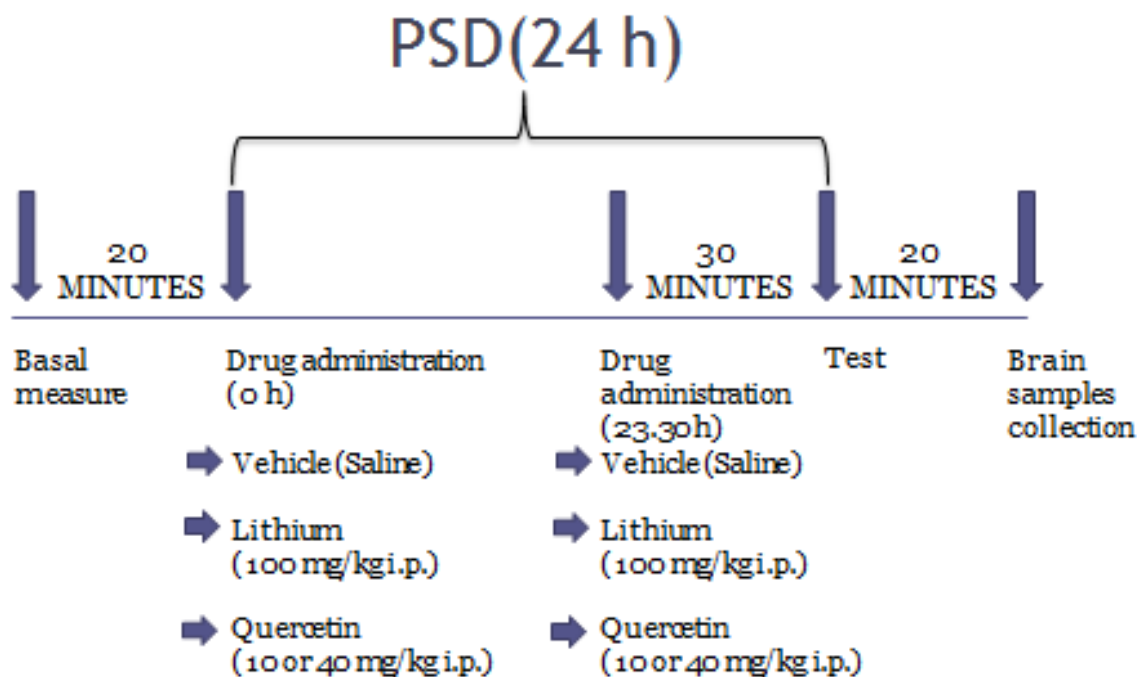 PSD(24 h)
20
MINUTES
30
MINUTES
20
MINUTES
Basal
measure
Drug administration
(0 h)
Drug
administration
(23.30h)
Test
Brain
samples
collection
Vehicle (Saline)
Lithium
(100 mg/kg i.p.)
Quercetin
(10 or 40 mg/kg i.p.)
Vehicle (Saline)
Lithium
(100 mg/kg i.p.)
Quercetin
(10 or 40 mg/kg i.p.)